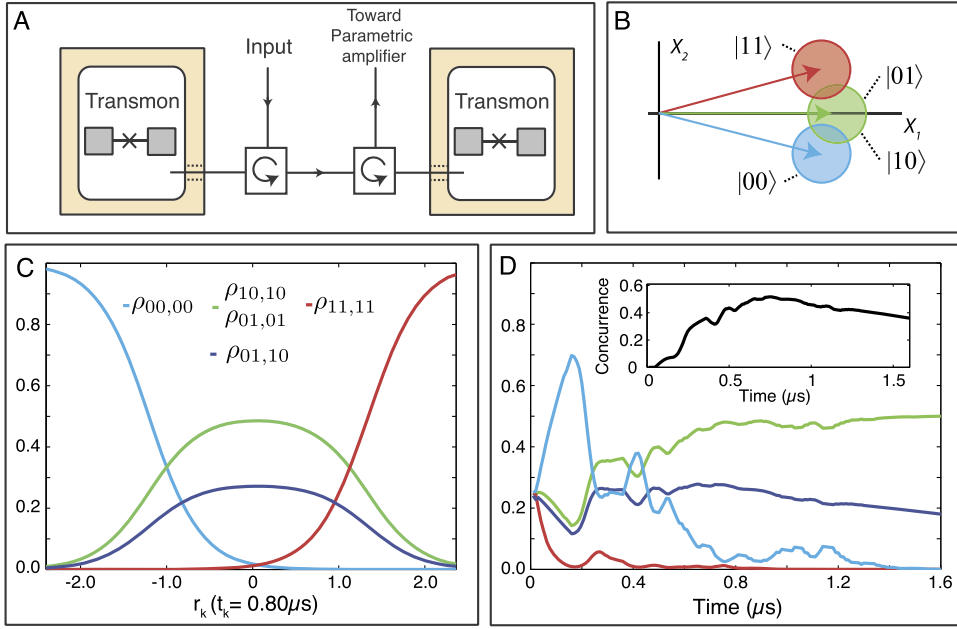 A
Input
Toward
Parametric
amplifier
Transmon
Transmon
B
X₂
|11⟩
|01⟩
X₁
|10⟩
|00⟩
C
0.8
0.6
0.4
0.2
0.0
ρ00,00
ρ10,10
ρ01,01
ρ11,11
ρ01,10
-2.0
-1.0
0
1.0
2.0
rₖ (tₖ= 0.80μs)
D
0.8
0.6
0.4
0.2
0.0
Concurrence
0.6
0.4
0.2
0
0
0.5
1
1.5
Time (μs)
0
0.4
0.8
1.2
1.6
Time (μs)